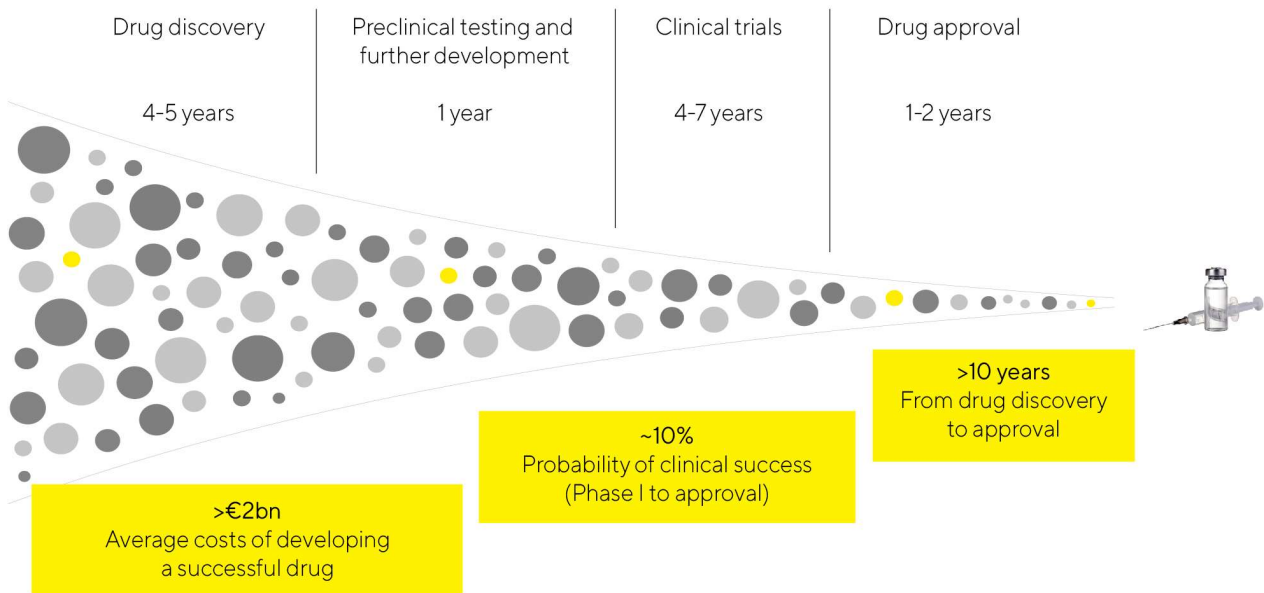 Drug discovery
4-5 years
Preclinical testing and
further development
1 year
Clinical trials
4-7 years
Drug approval
1-2 years
>10 years
From drug discovery
to approval
~10%
Probability of clinical success
(Phase I to approval)
>€2bn
Average costs of developing
a successful drug